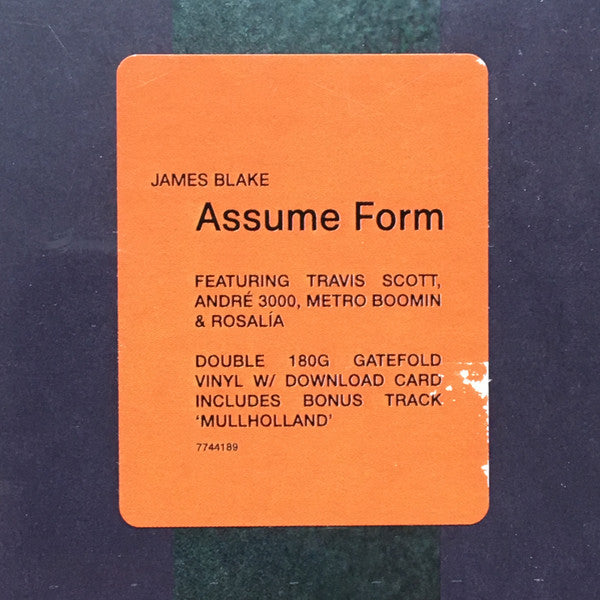 JAMES BLAKE
Assume Form
FEATURING TRAVIS SCOTT,
ANDRÉ 3000, METRO BOOMIN
& ROSALÍA
DOUBLE 180G GATEFOLD
VINYL W/ DOWNLOAD CARD
INCLUDES BONUS TRACK
‘MULLHOLLAND’
7744189